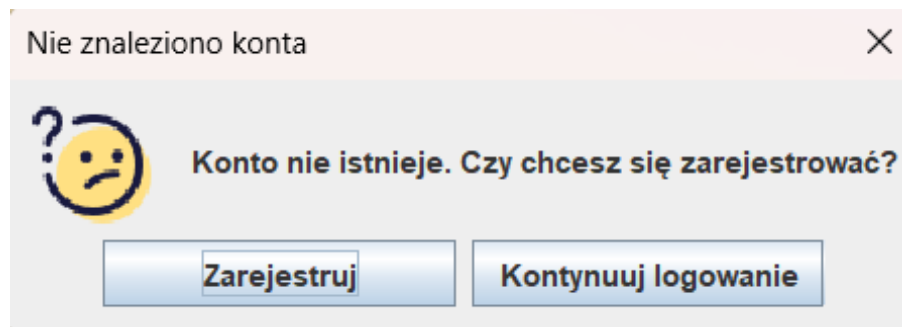 Nie znaleziono konta
Konto nie istnieje. Czy chcesz się zarejestrować?
Zarejestruj
Kontynuuj logowanie